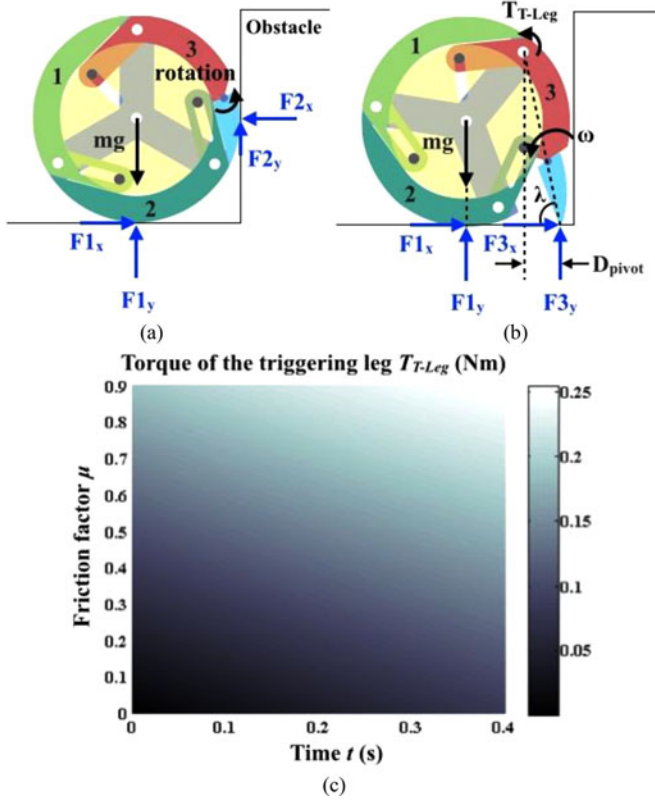 Obstacle
1
3
rotation
mg
F2x
F2y
2
F1x
F1y
(a)
TT-Leg
1
3
ω
mg
2
λ
F1x
F3x
Dpivot
F1y
F3y
(b)
Torque of the triggering leg TT-Leg (Nm)
Friction factor μ
0.9
0.8
0.7
0.6
0.5
0.4
0.3
0.2
0.1
0
0
0.1
0.2
0.3
0.4
Time t (s)
0.25
0.2
0.15
0.1
0.05
(c)